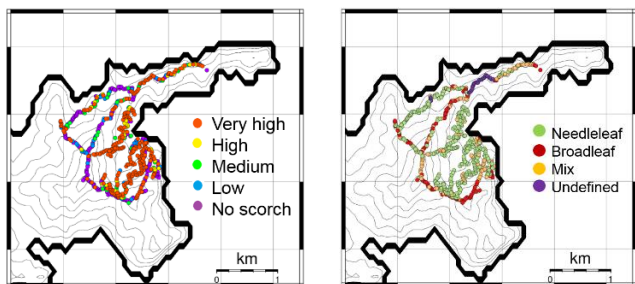 Very high
High
Medium
Low
No scorch
km
0 1
Needleleaf
Broadleaf
Mix
Undefined
km
0 1